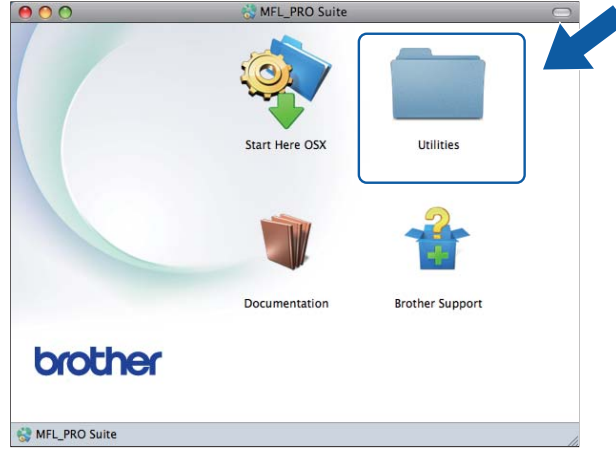 MFL_PRO Suite
Start Here OSX
Utilities
Documentation
Brother Support
brother
MFL_PRO Suite